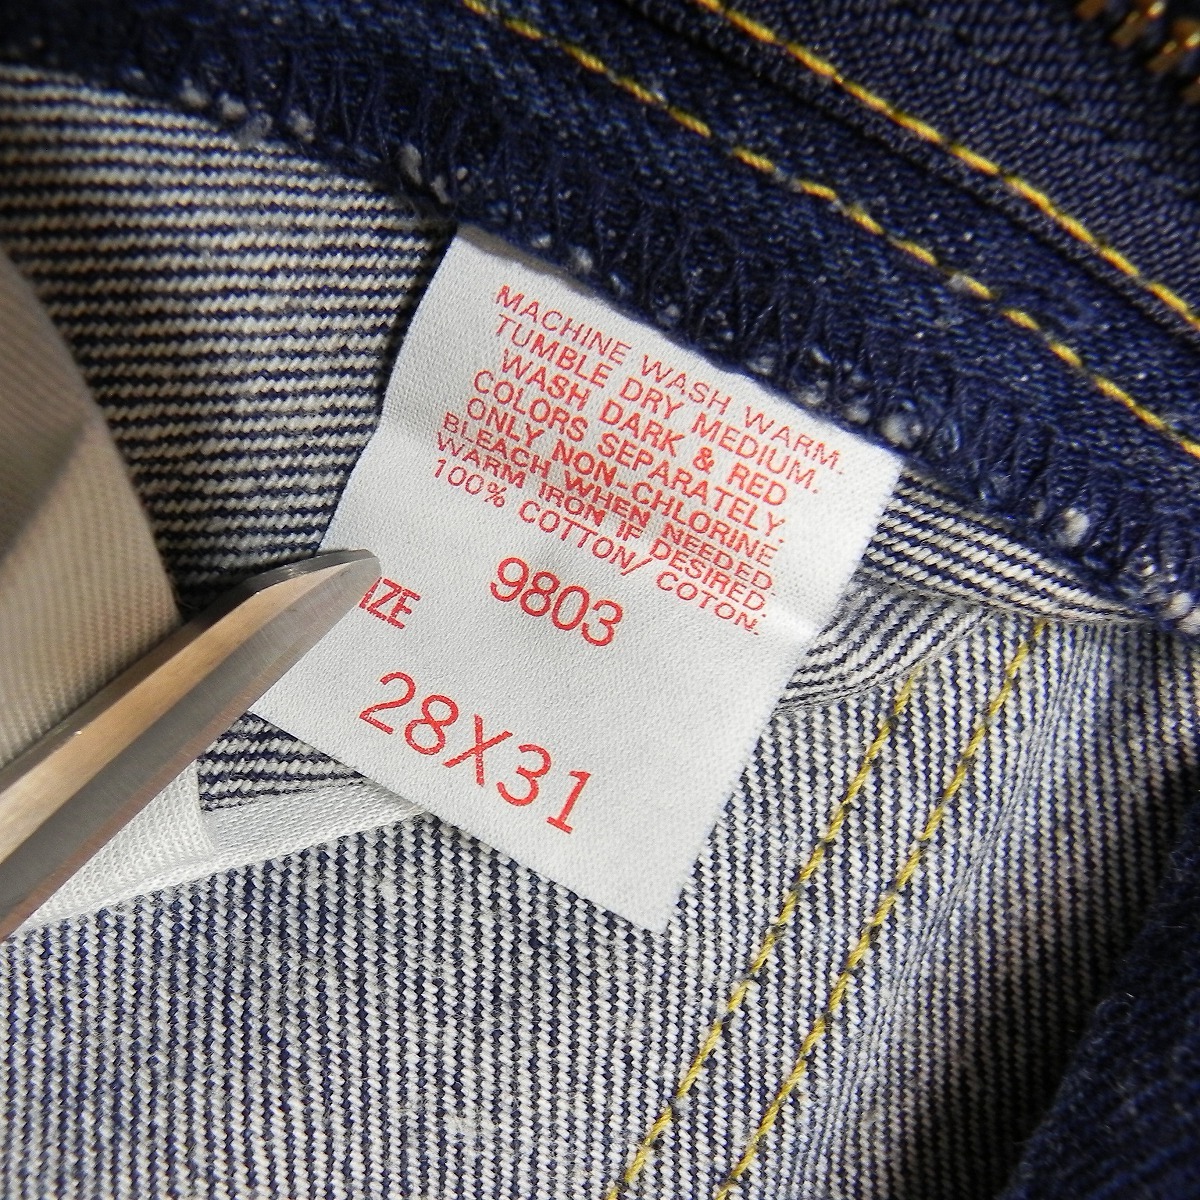 MACHINE WASH WARM.
TUMBLE DRY MEDIUM.
WASH DARK & RED
COLORS SEPARATELY.
ONLY NON-CHLORINE
BLEACH WHEN NEEDED.
WARM IRON IF DESIRED.
100% COTTON/ COTON.
9803
IZE
28X31